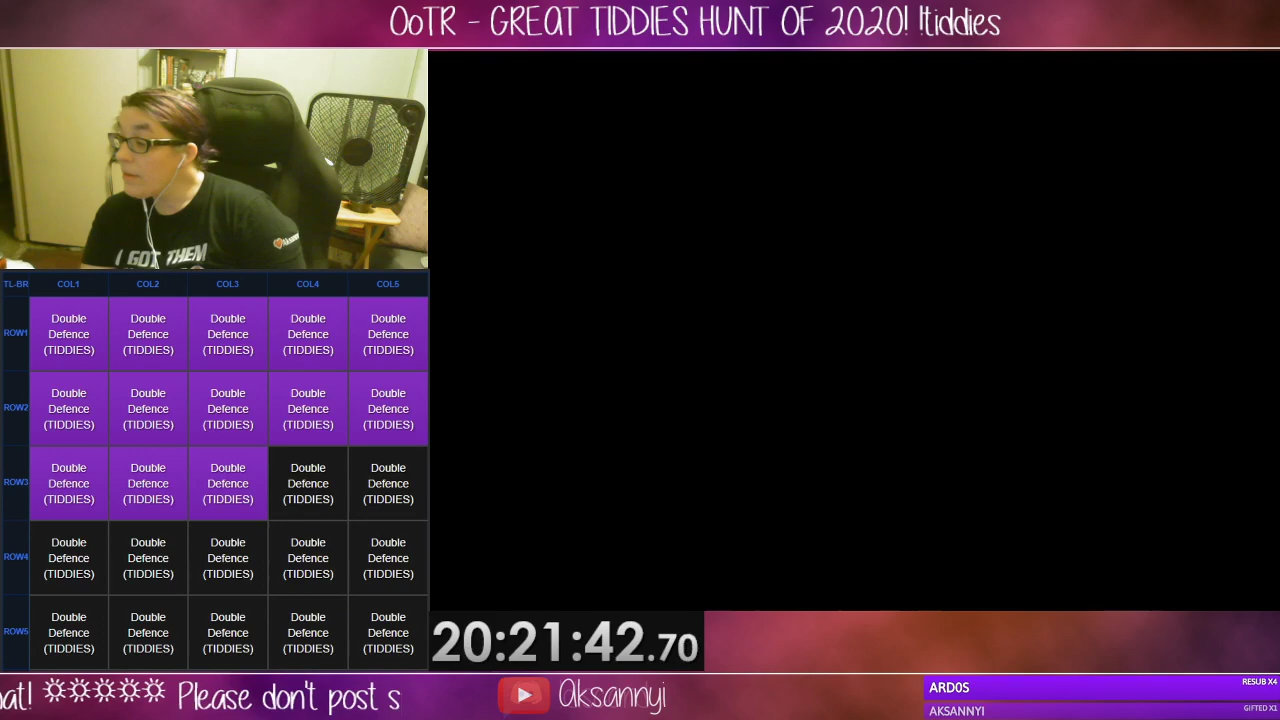 OoTR - GREAT TIDDIES HUNT OF 2020! !tiddies
I GOT THEM
TL-BR COL1 COL2 COL3 COL4 COL5
ROW1
Double Double Double Double Double
Defence Defence Defence Defence Defence
(TIDDIES) (TIDDIES) (TIDDIES) (TIDDIES) (TIDDIES)
ROW2
Double Double Double Double Double
Defence Defence Defence Defence Defence
(TIDDIES) (TIDDIES) (TIDDIES) (TIDDIES) (TIDDIES)
ROW3
Double Double Double Double Double
Defence Defence Defence Defence Defence
(TIDDIES) (TIDDIES) (TIDDIES) (TIDDIES) (TIDDIES)
ROW4
Double Double Double Double Double
Defence Defence Defence Defence Defence
(TIDDIES) (TIDDIES) (TIDDIES) (TIDDIES) (TIDDIES)
ROW5
Double Double Double Double Double
Defence Defence Defence Defence Defence
(TIDDIES) (TIDDIES) (TIDDIES) (TIDDIES) (TIDDIES)
20:21:42.70
hat! ☼☼☼☼☼ Please don't post s
Aksannyi
ARD0S RESUB X4
AKSANNYI GIFTED X1